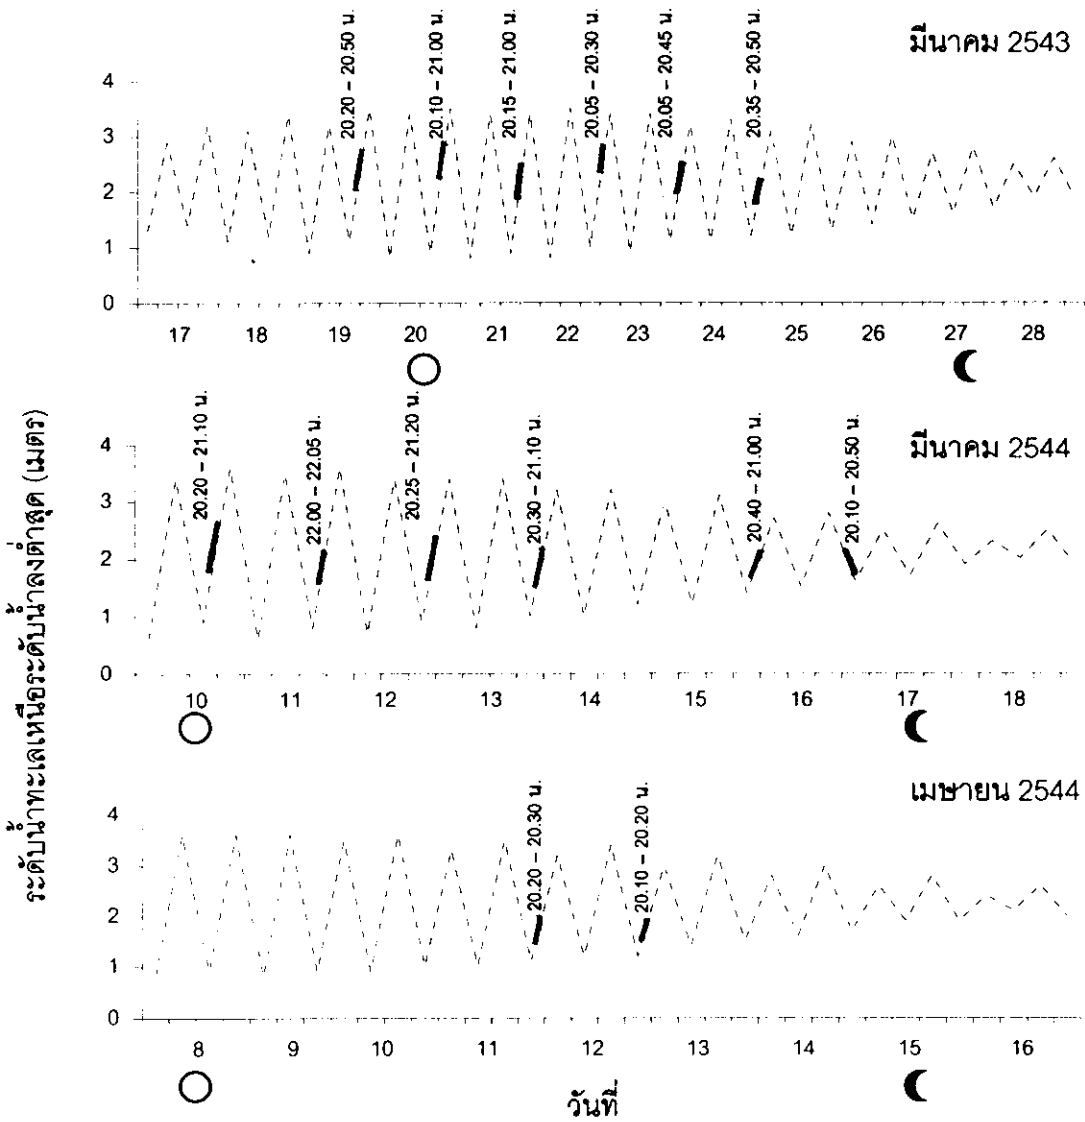 ระดับน้ำทะเลเหนือระดับน้ำลงต่ำสุด (เมตร)
มีนาคม 2543
20.20 – 20.50 น.
20.10 – 21.00 น.
20.15 – 21.00 น.
20.05 – 20.30 น.
20.05 – 20.45 น.
20.35 – 20.50 น.
4
3
2
1
0
17 18 19 20 21 22 23 24 25 26 27 28
มีนาคม 2544
20.20 – 21.10 น.
22.00 – 22.05 น.
20.25 – 21.20 น.
20.30 – 21.10 น.
20.40 – 21.00 น.
20.10 – 20.50 น.
4
3
2
1
0
10 11 12 13 14 15 16 17 18
เมษายน 2544
20.20 – 20.30 น.
20.10 – 20.20 น.
4
3
2
1
0
8 9 10 11 12 13 14 15 16
วันที่